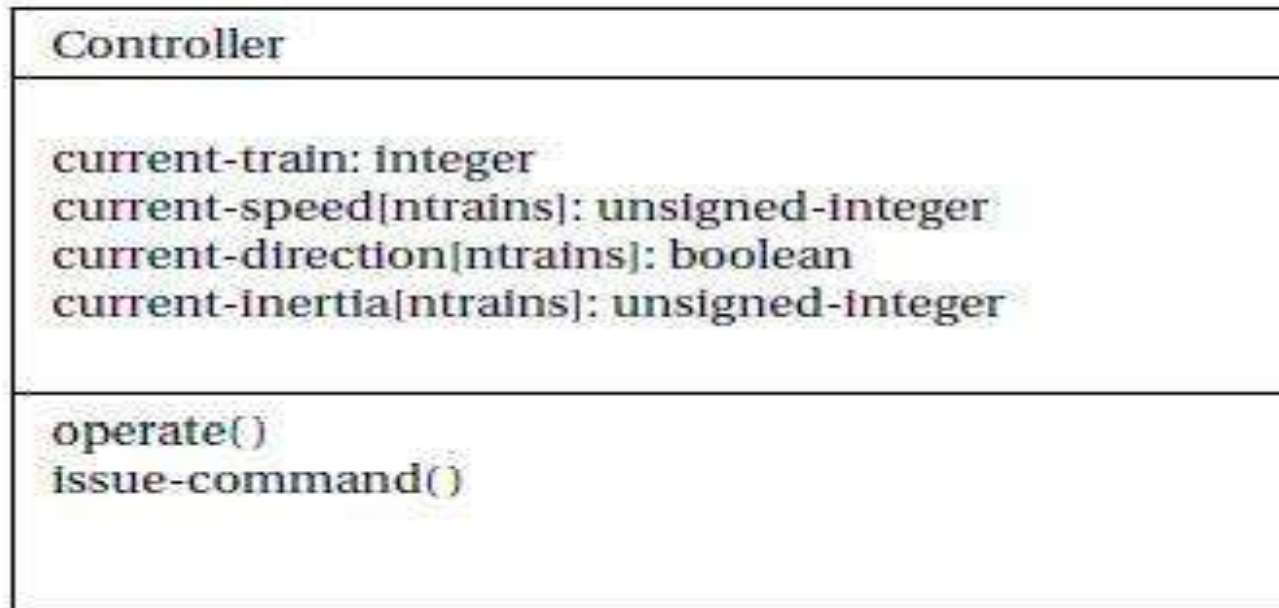 Controller
current-train: integer
current-speed[ntrains]: unsigned-integer
current-direction[ntrains]: boolean
current-inertia[ntrains]: unsigned-integer
operate()
issue-command()